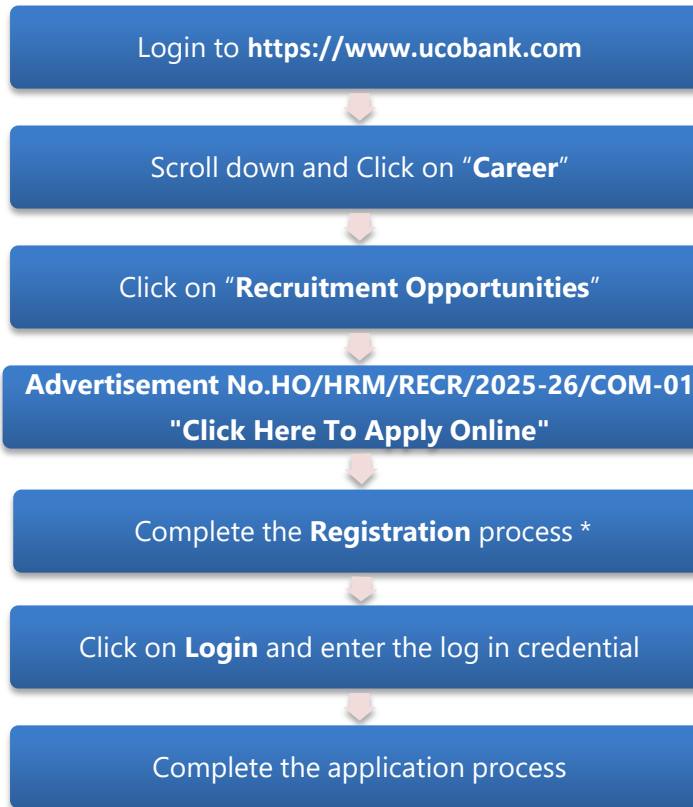 Login to https://www.ucobank.com
Scroll down and Click on “Career”
Click on “Recruitment Opportunities”
Advertisement No.HO/HRM/RECR/2025-26/COM-01
"Click Here To Apply Online"
Complete the Registration process *
Click on Login and enter the log in credential
Complete the application process